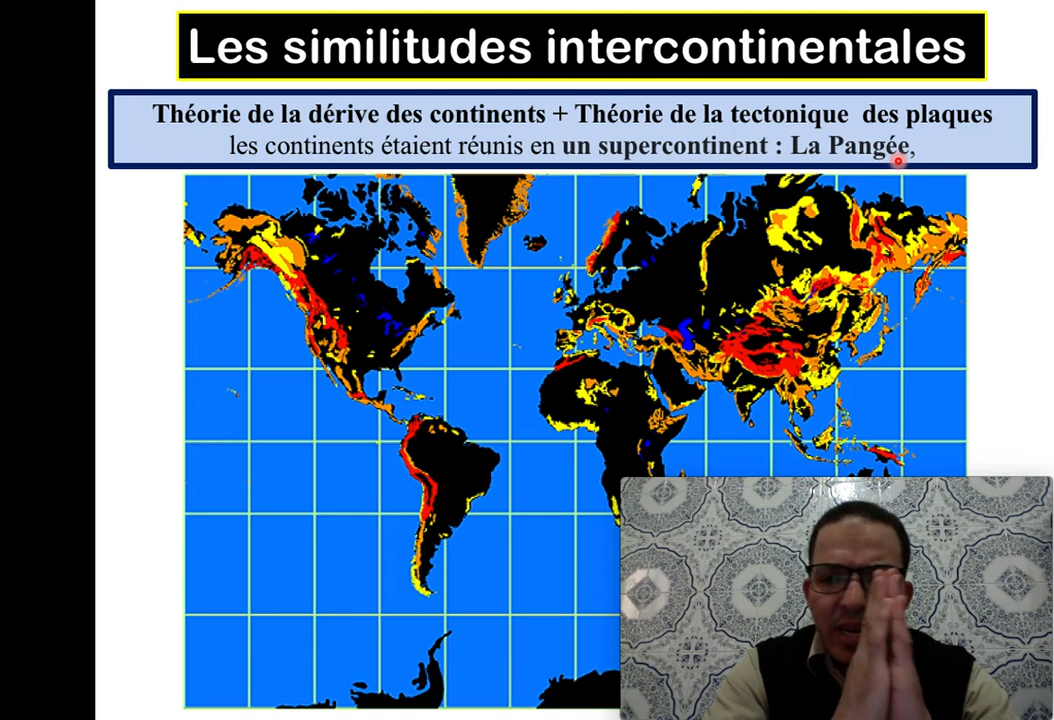 Les similitudes intercontinentales
Théorie de la dérive des continents + Théorie de la tectonique des plaques
les continents étaient réunis en un supercontinent : La Pangée,